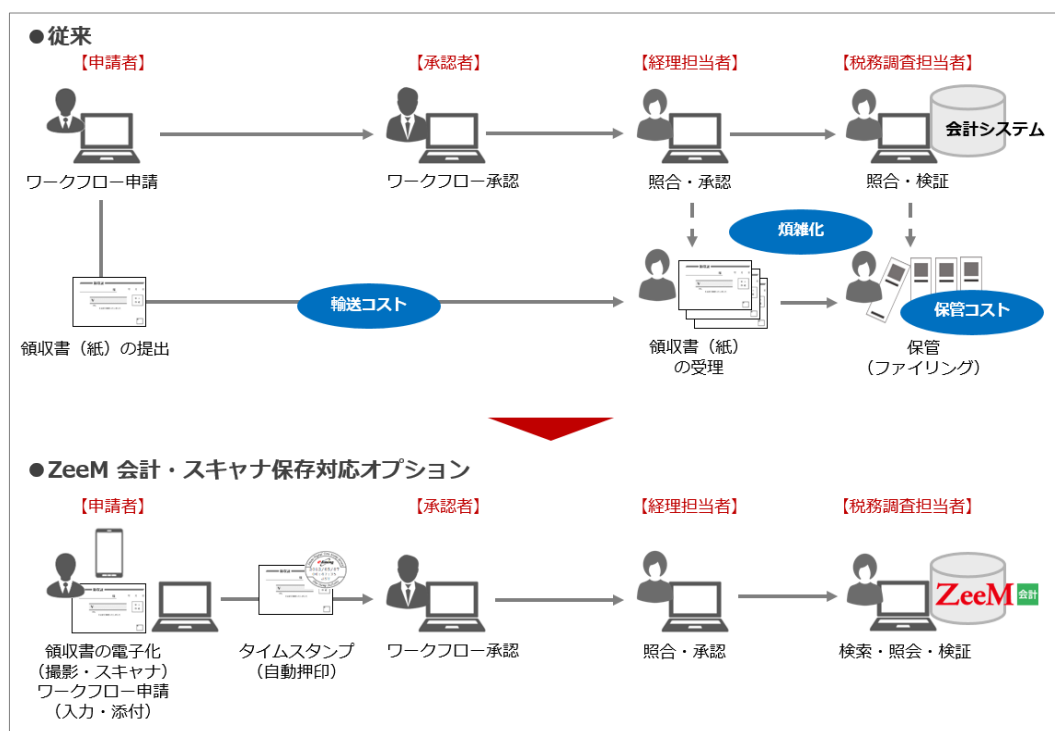 ●従来
【申請者】
【承認者】
【経理担当者】
【税務調査担当者】
会計システム
ワークフロー申請
ワークフロー承認
照合・承認
照合・検証
煩雑化
輸送コスト
保管コスト
領収書（紙）の提出
領収書（紙）
の受理
保管
（ファイリング）
●ZeeM 会計・スキャナ保存対応オプション
【申請者】
【承認者】
【経理担当者】
【税務調査担当者】
ZeeM 会計
領収書の電子化
（撮影・スキャナ）
ワークフロー申請
（入力・添付）
タイムスタンプ
（自動押印）
ワークフロー承認
照合・承認
検索・照会・検証